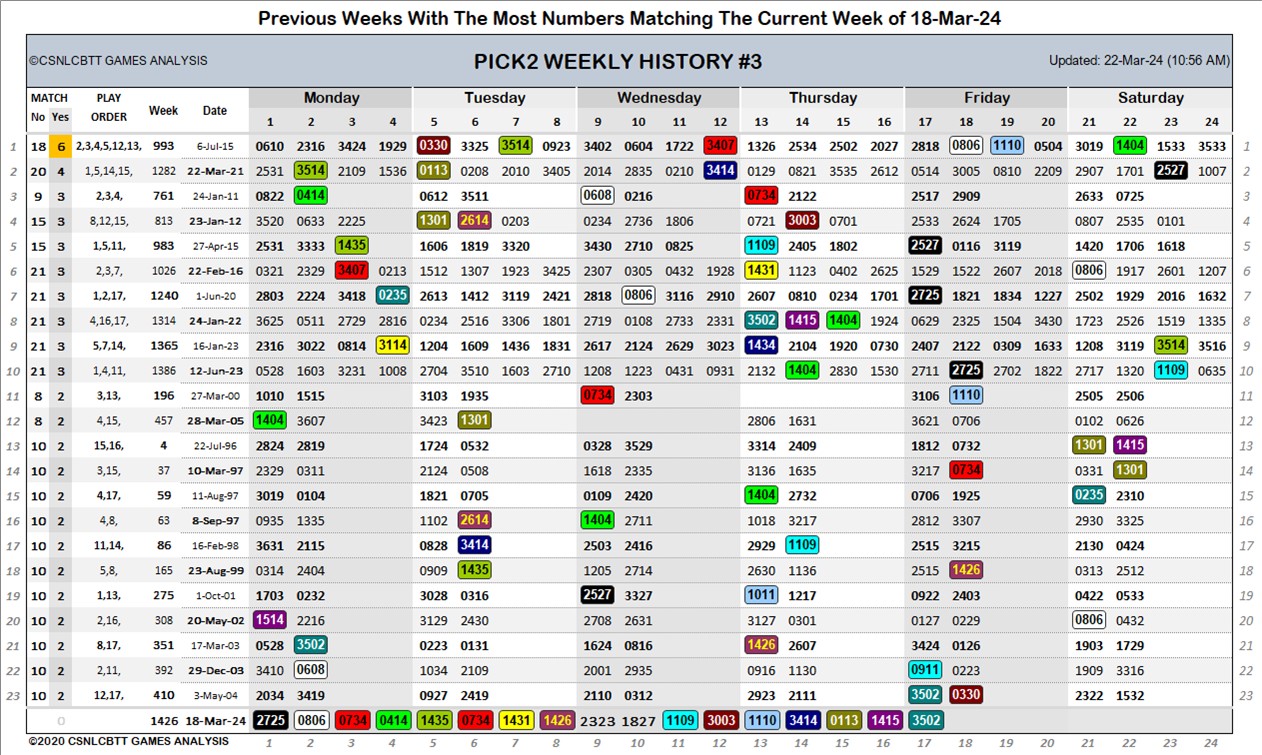 Previous Weeks With The Most Numbers Matching The Current Week of 18-Mar-24
©CSNLCBTT GAMES ANALYSIS PICK2 WEEKLY HISTORY #3 Updated: 22-Mar-24 (10:56 AM)
MATCH PLAY Week Date Monday Tuesday Wednesday Thursday Friday Saturday
No Yes ORDER 1 2 3 4 5 6 7 8 9 10 11 12 13 14 15 16 17 18 19 20 21 22 23 24
1 18 6 2,3,4,5,12,13, 993 6-Jul-15 0610 2316 3424 1929 0330 3325 3514 0923 3402 0604 1722 3407 1326 2534 2502 2027 2818 0806 1110 0504 3019 1404 1533 3533 1
2 20 4 1,5,14,15, 1282 22-Mar-21 2531 3514 2109 1536 0113 0208 2010 3405 2014 2835 0210 3414 0129 0821 3535 2612 0514 3005 0810 2209 2907 1701 2527 1007 2
3 9 3 2,3,4, 761 24-Jan-11 0822 0414 0612 3511 0608 0216 0734 2122 2517 2909 2633 0725 3
4 15 3 8,12,15, 813 23-Jan-12 3520 0633 2225 1301 2614 0203 0234 2736 1806 0721 3003 0701 2533 2624 1705 0807 2535 0101 4
5 15 3 1,5,11, 983 27-Apr-15 2531 3333 1435 1606 1819 3320 3430 2710 0825 1109 2405 1802 2527 0116 3119 1420 1706 1618 5
6 21 3 2,3,7, 1026 22-Feb-16 0321 2329 3407 0213 1512 1307 1923 3425 2307 0305 0432 1928 1431 1123 0402 2625 1529 1522 2607 2018 0806 1917 2601 1207 6
7 21 3 1,2,17, 1240 1-Jun-20 2803 2224 3418 0235 2613 1412 3119 2421 2818 0806 3116 2910 2607 0810 0234 1701 2725 1821 1834 1227 2502 1929 2016 1632 7
8 21 3 4,16,17, 1314 24-Jan-22 3625 0511 2729 2816 0234 2516 3306 1801 2719 0108 2733 2331 3502 1415 1504 1924 0629 2325 1504 3430 1723 2526 1519 1335 8
9 21 3 5,7,14, 1365 16-Jan-23 2316 3022 0814 3114 1204 1609 1436 1831 2617 2124 2629 3023 1434 2104 1920 0730 2407 2122 0309 1633 1208 3119 3514 3516 9
10 21 3 1,4,11, 1386 12-Jun-23 0528 1603 3231 1008 2704 3510 1603 2710 1208 1223 0431 0931 2132 1404 2830 1530 2711 2725 2702 1822 2717 1320 1109 0635 10
11 8 2 3,13, 196 27-Mar-00 1010 1515 3103 1935 0734 2303 3106 1110 2505 2506 11
12 8 2 4,15, 457 28-Mar-05 1404 3607 3423 1301 2806 1631 3621 0706 0102 0626 12
13 10 2 15,16, 4 22-Jul-96 2824 2819 1724 0532 0328 3529 3314 2409 1812 0732 1301 1415 13
14 10 2 3,15, 37 10-Mar-97 2329 0311 2124 0508 1618 2335 3136 1635 3217 0734 0331 1301 14
15 10 2 4,17, 59 11-Aug-97 3019 0104 1821 0705 0109 2420 1404 2732 0706 1925 0235 2310 15
16 10 2 4,8, 63 8-Sep-97 0935 1335 1102 2614 1404 2711 1018 3217 2812 3307 2930 3325 16
17 10 2 11,14, 86 16-Feb-98 3631 2115 0828 3414 2503 2416 2929 1109 2515 3215 2130 0424 17
18 10 2 5,8, 165 23-Aug-99 0314 2404 0909 1435 1205 2714 2630 1136 2515 1426 0313 2512 18
19 10 2 1,13, 275 1-Oct-01 1703 0232 3028 0316 2527 3327 1011 1217 0922 2403 0422 0533 19
20 10 2 2,16, 308 20-May-02 1514 2216 3129 2430 2708 2631 3127 0301 0127 0229 0806 0432 20
21 10 2 8,17, 351 17-Mar-03 0528 3502 0223 0131 1624 0816 1426 2607 3424 0126 1903 1729 21
22 10 2 2,11, 392 29-Dec-03 3410 0608 1034 2109 2001 2935 0916 1130 0911 0223 1909 3316 22
23 10 2 12,17, 410 3-May-04 2034 3419 0927 2419 2110 0312 2923 2111 3502 0330 2322 1532 23
0 1426 18-Mar-24 2725 0806 0734 0414 1435 0734 1431 1426 2323 1827 1109 3003 1110 3414 0113 1415 3502
©2020 CSNLCBTT GAMES ANALYSIS 1 2 3 4 5 6 7 8 9 10 11 12 13 14 15 16 17 18 19 20 21 22 23 24